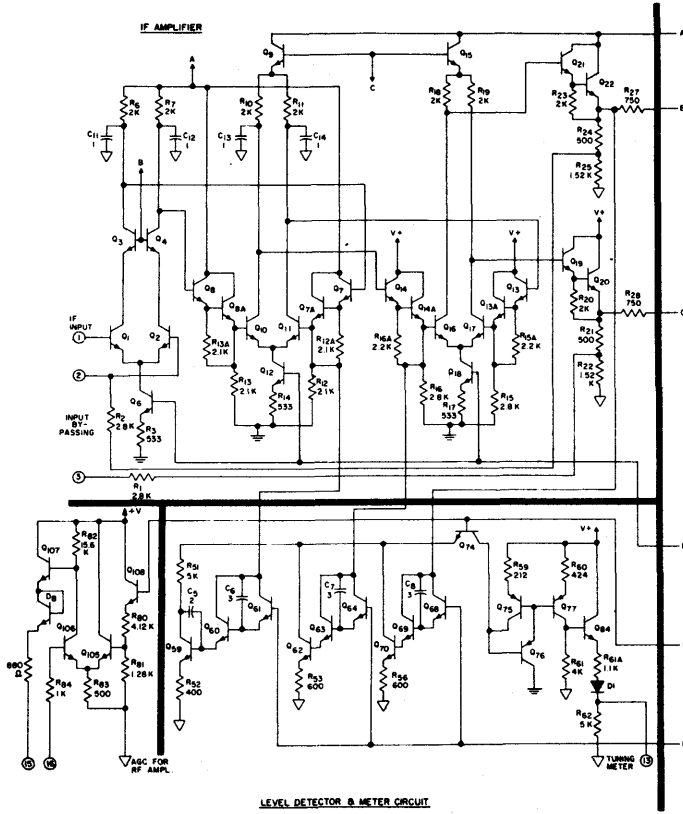 IF AMPLIFIER
A
Q9
Q15
A
R6
2K
R7
2K
R10
2K
R11
2K
C
R18
2K
R19
2K
Q21
Q22
R23
2K
R27
750
B
C11
1
C12
1
C13
1
C14
1
R24
500
R25
1.52K
B
Q3
Q4
V+
V+
V+
Q8
Q8A
Q7A
Q7
Q14
Q14A
Q13A
Q13
Q19
Q20
R20
2K
R28
750
C
IF
INPUT
1
Q1
Q2
R13A
2.1K
Q10
Q11
R12A
2.1K
R16A
2.2K
Q16
Q17
R15A
2.2K
R21
500
R22
1.52
K
2
INPUT
BY-
PASSING
R2
2.8K
Q6
R3
533
R13
2.1K
Q12
R14
533
R12
2.1K
R16
2.8K
Q18
R17
533
R15
2.8K
3
R1
2.8K
+V
Q107
R82
15.6
K
Q108
D8
R80
4.12K
Q106
Q105
R81
1.28K
880
Ω
R84
1K
R83
500
15
16
AGC FOR
RF AMPL
R51
5K
C5
2
C6
3
Q59
Q60
Q61
R52
400
Q62
Q63
C7
3
Q64
R53
600
Q70
Q69
C8
3
Q68
R56
600
Q74
V+
R59
212
R60
424
Q75
Q77
Q84
Q76
R61
4K
R61A
1.1K
D1
R62
5K
TUNING
METER
13
LEVEL DETECTOR & METER CIRCUIT